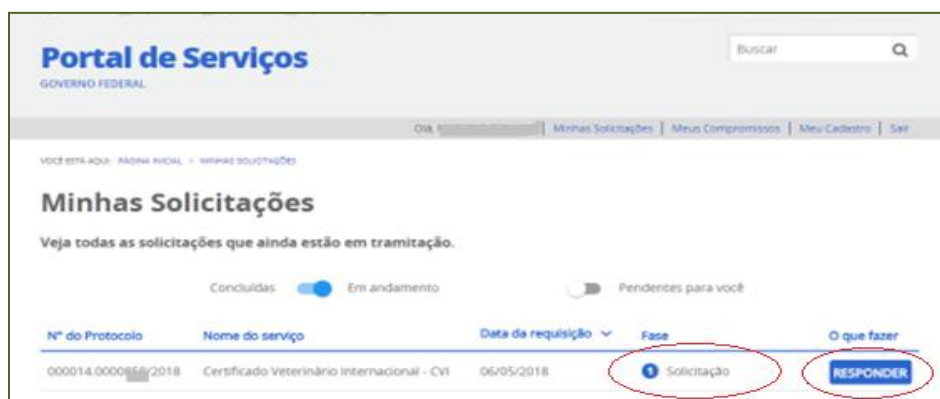 Portal de Serviços
GOVERNO FEDERAL
Buscar
Olá, | Minhas Solicitações | Meus Compromissos | Meu Cadastro | Sair
VOCÊ ESTÁ AQUI: PÁGINA INICIAL > MINHAS SOLICITAÇÕES
Minhas Solicitações
Veja todas as solicitações que ainda estão em tramitação.
Concluídas Em andamento Pendentes para você
Nº do Protocolo Nome do serviço Data da requisição Fase O que fazer
/2018 Certificado Veterinário Internacional - CVI 06/05/2018 1 Solicitação RESPONDER